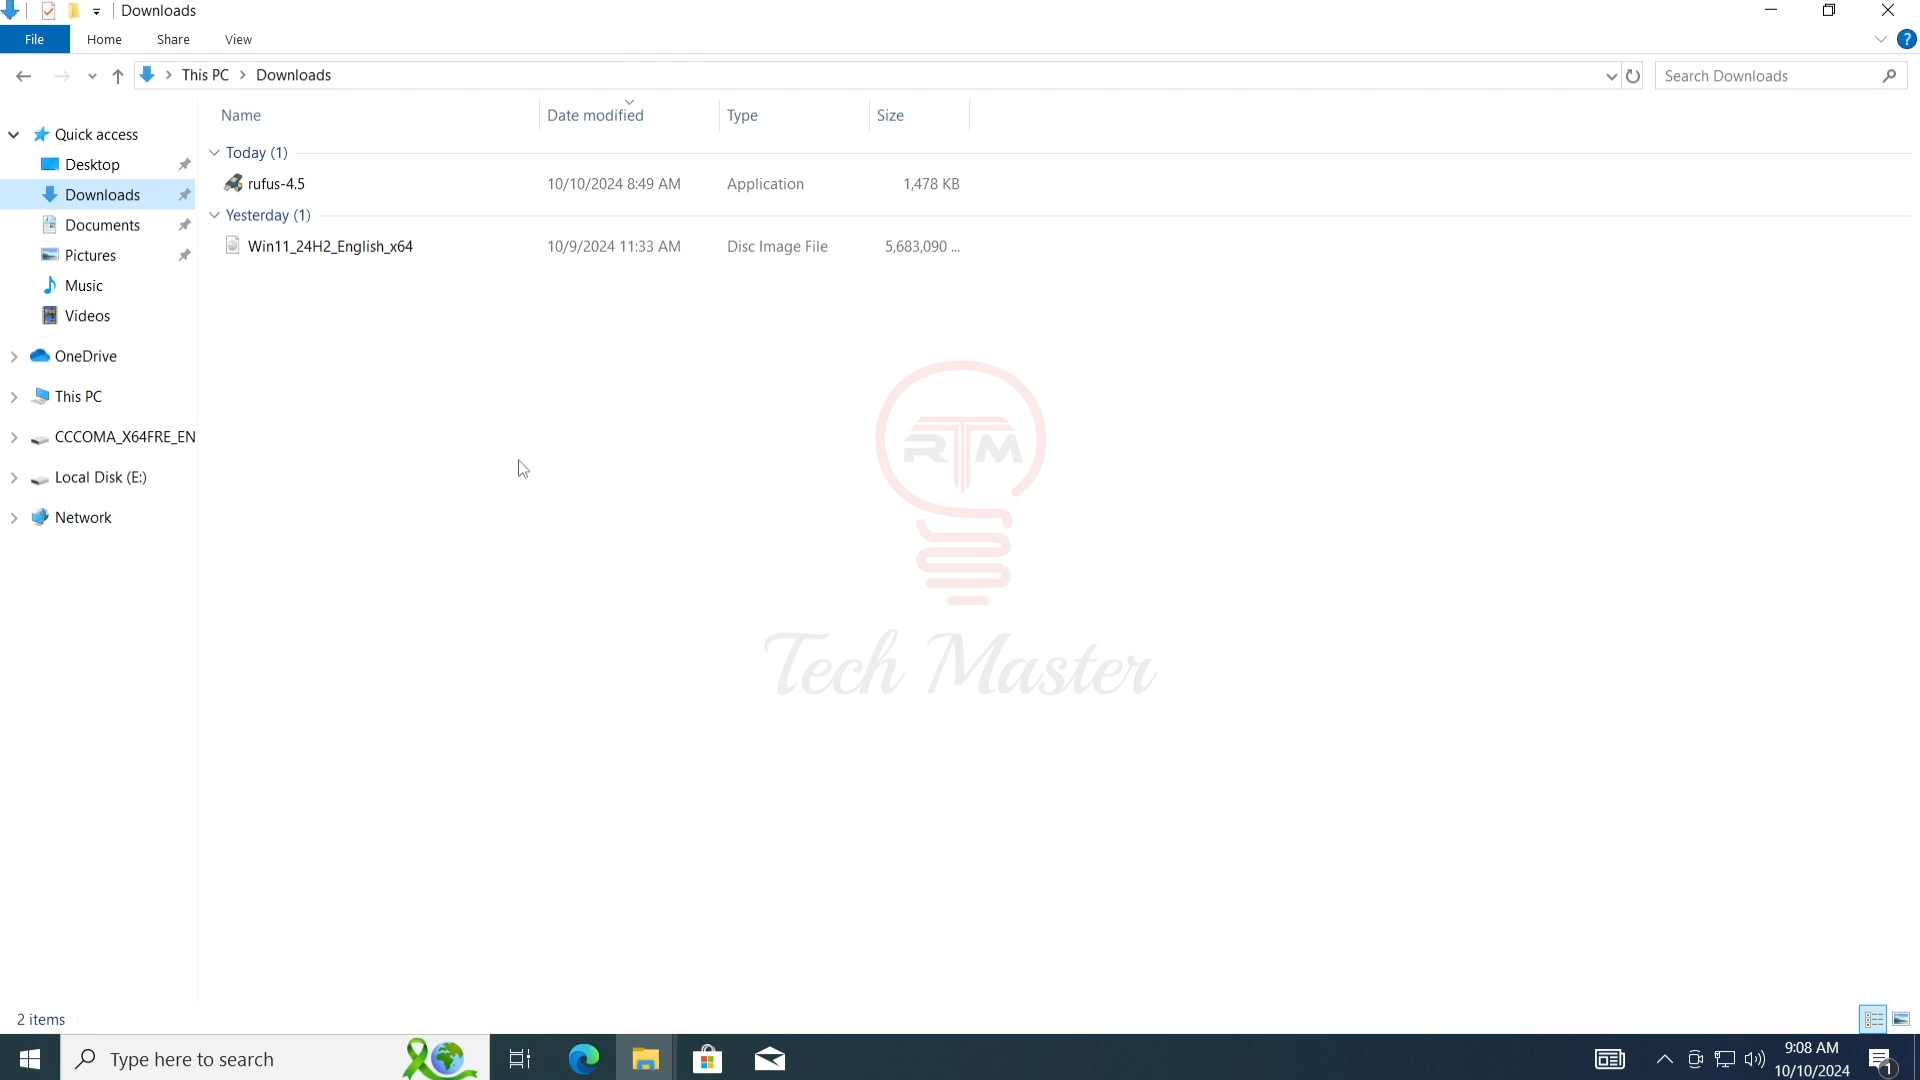 Downloads
File Home Share View
This PC Downloads
Search Downloads
Name Date modified Type Size
Quick access
Desktop
Downloads
Documents
Pictures
Music
Videos
OneDrive
This PC
CCCOMA_X64FRE_EN
Local Disk (E:)
Network
Today (1)
rufus-4.5 10/10/2024 8:49 AM Application 1,478 KB
Yesterday (1)
Win11_24H2_English_x64 10/9/2024 11:33 AM Disc Image File 5,683,090 ...
RTM
Tech Master
2 items
Type here to search
9:08 AM
10/10/2024
1